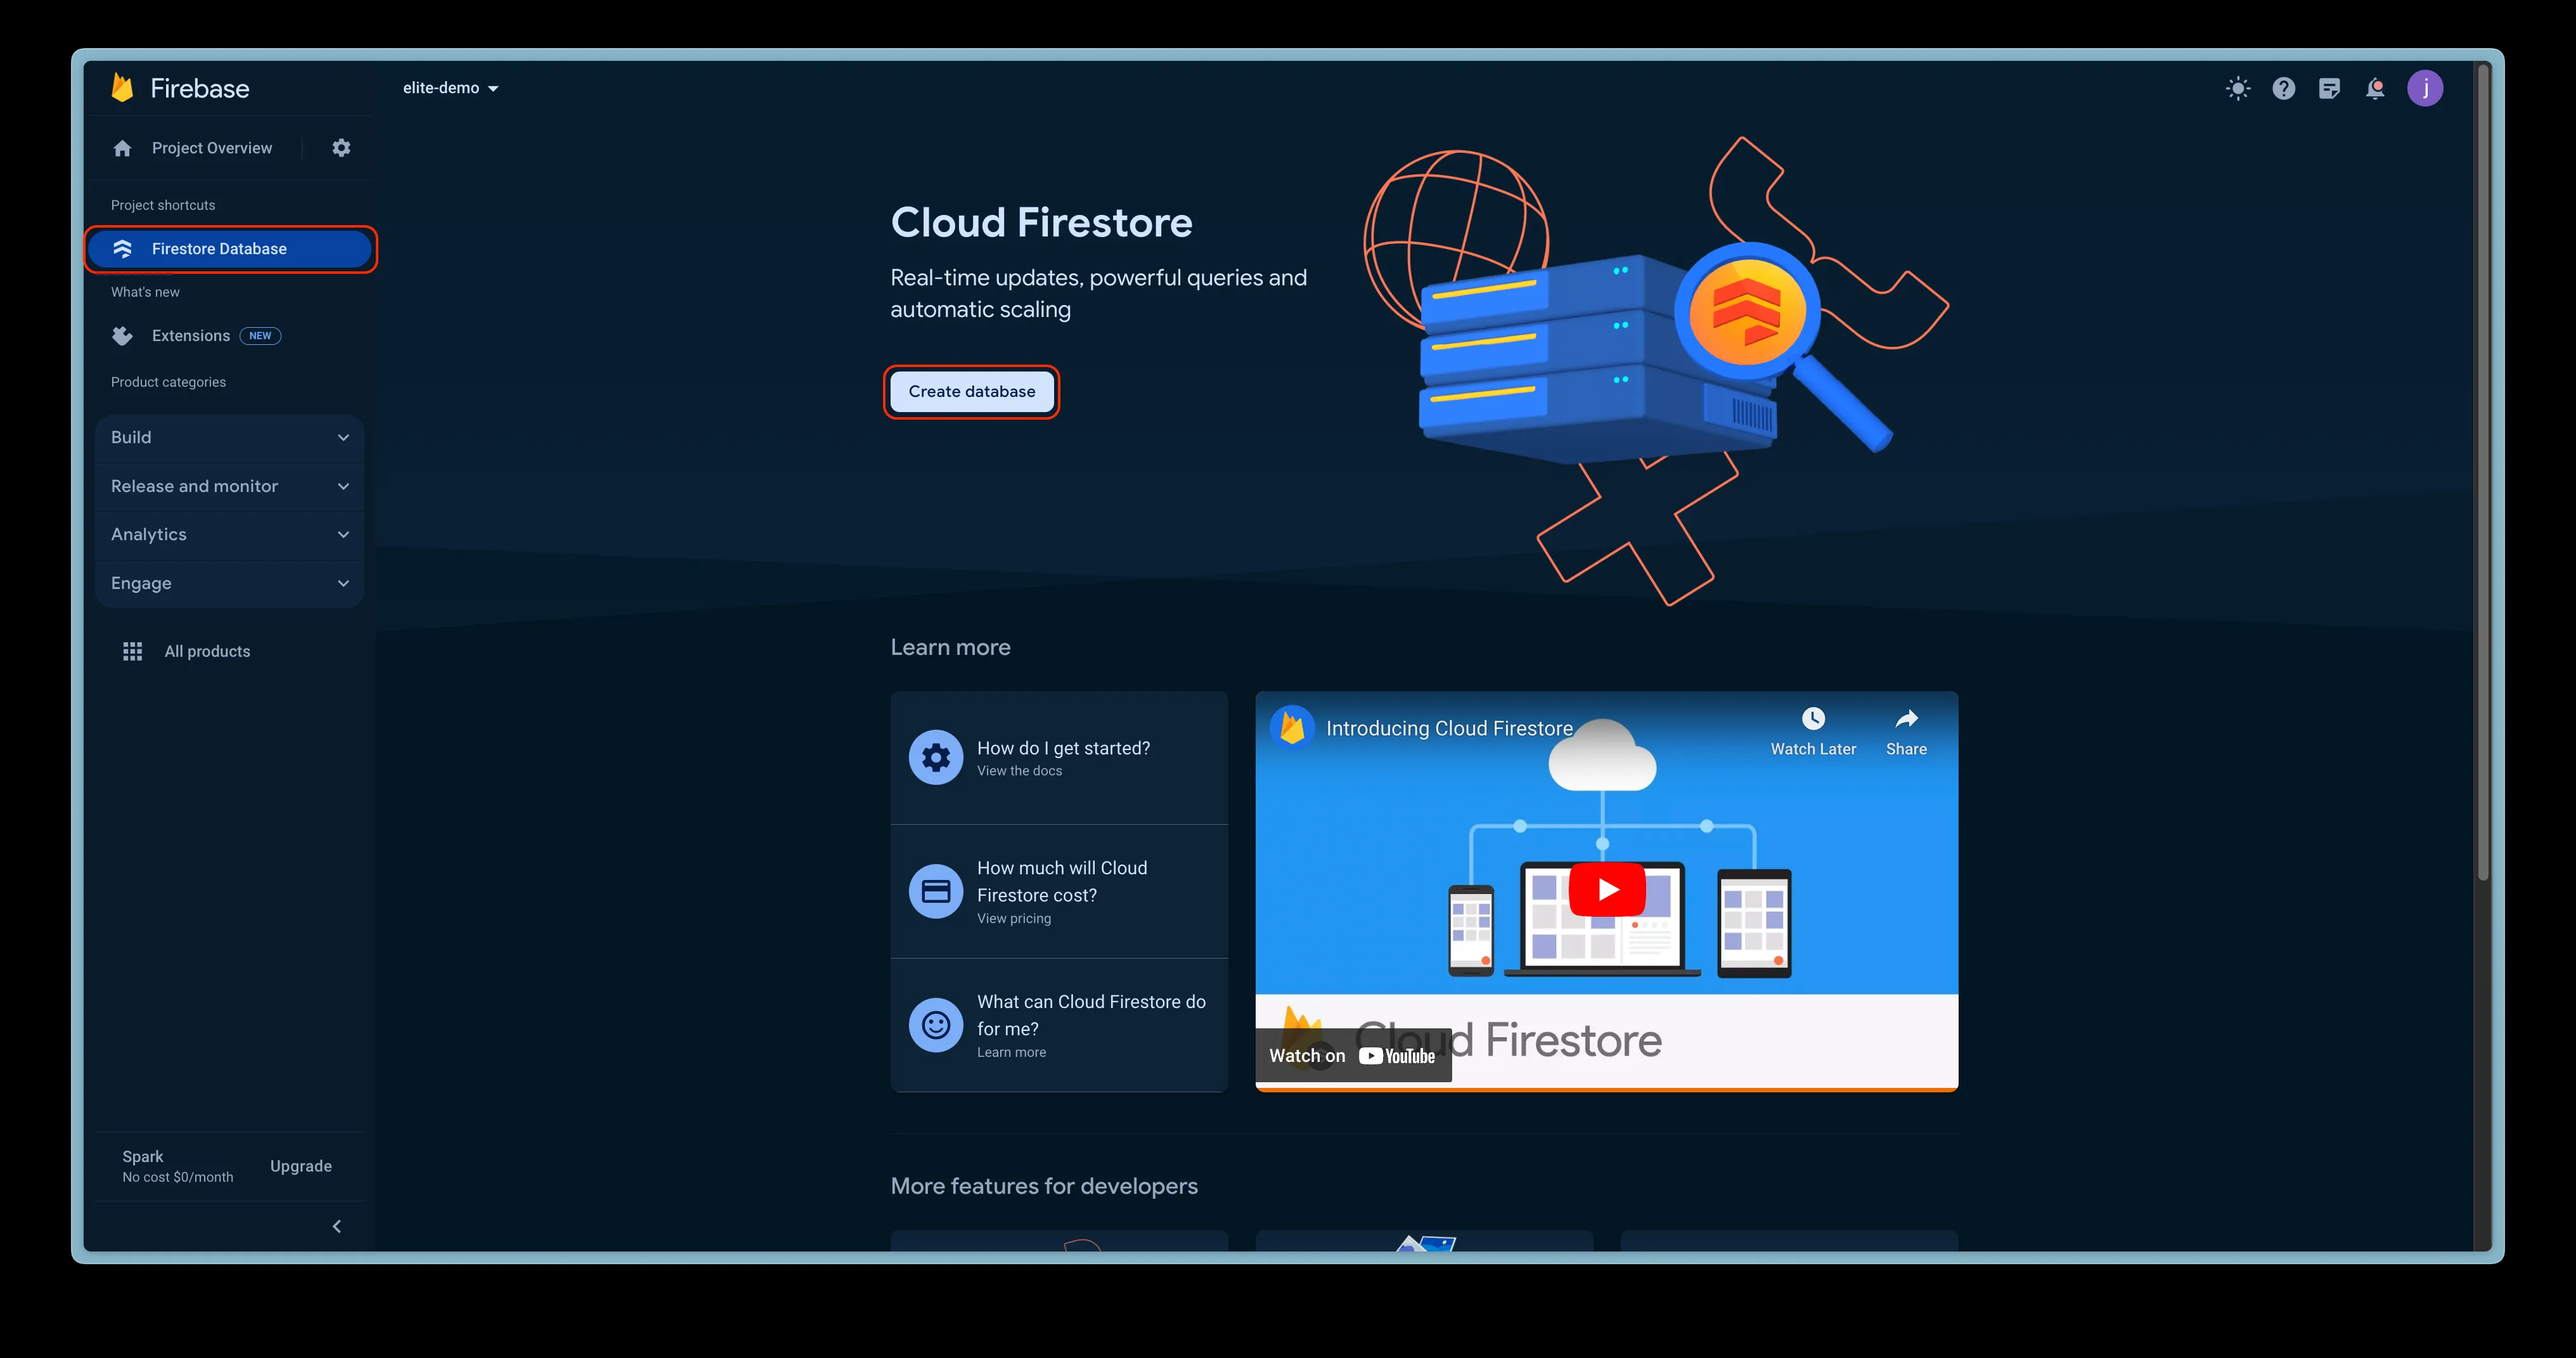 Firebase
elite-demo
j
Project Overview
Project shortcuts
Firestore Database
What's new
Extensions NEW
Product categories
Build
Release and monitor
Analytics
Engage
All products
Spark
No cost $0/month
Upgrade
Cloud Firestore
Real-time updates, powerful queries and
automatic scaling
Create database
Learn more
How do I get started?
View the docs
How much will Cloud
Firestore cost?
View pricing
What can Cloud Firestore do
for me?
Learn more
Introducing Cloud Firestore
Watch Later
Share
Cloud Firestore
Watch on YouTube
More features for developers